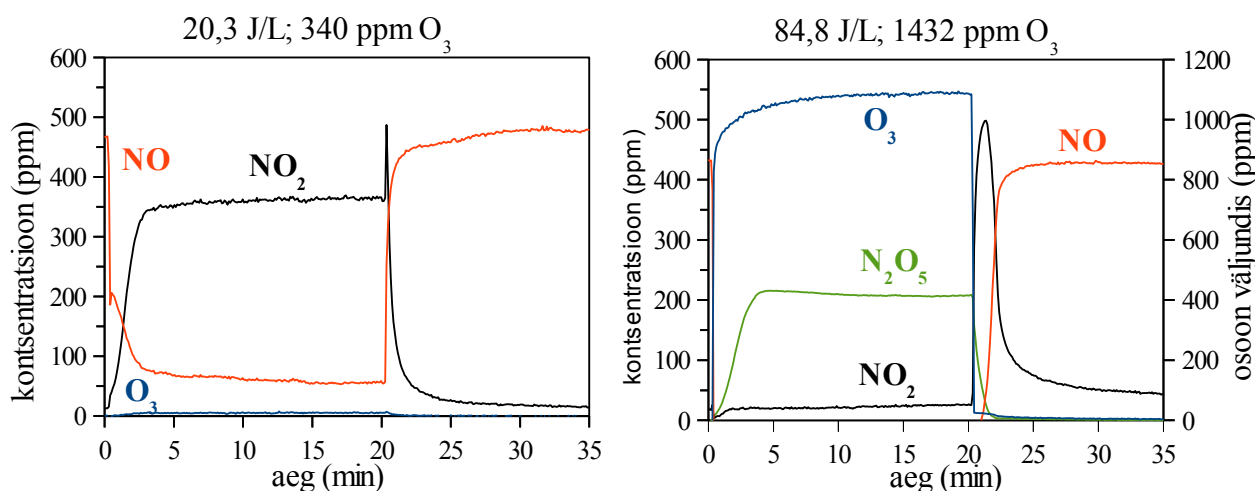 20,3 J/L; 340 ppm O3
kontsentratsioon (ppm)
600
500
400
300
200
100
0
NO
NO2
O3
0 5 10 15 20 25 30 35
aeg (min)
84,8 J/L; 1432 ppm O3
kontsentratsioon (ppm)
600
500
400
300
200
100
0
O3
NO
N2O5
NO2
1200
1000
800
600
400
200
0
osoon väljundis (ppm)
0 5 10 15 20 25 30 35
aeg (min)